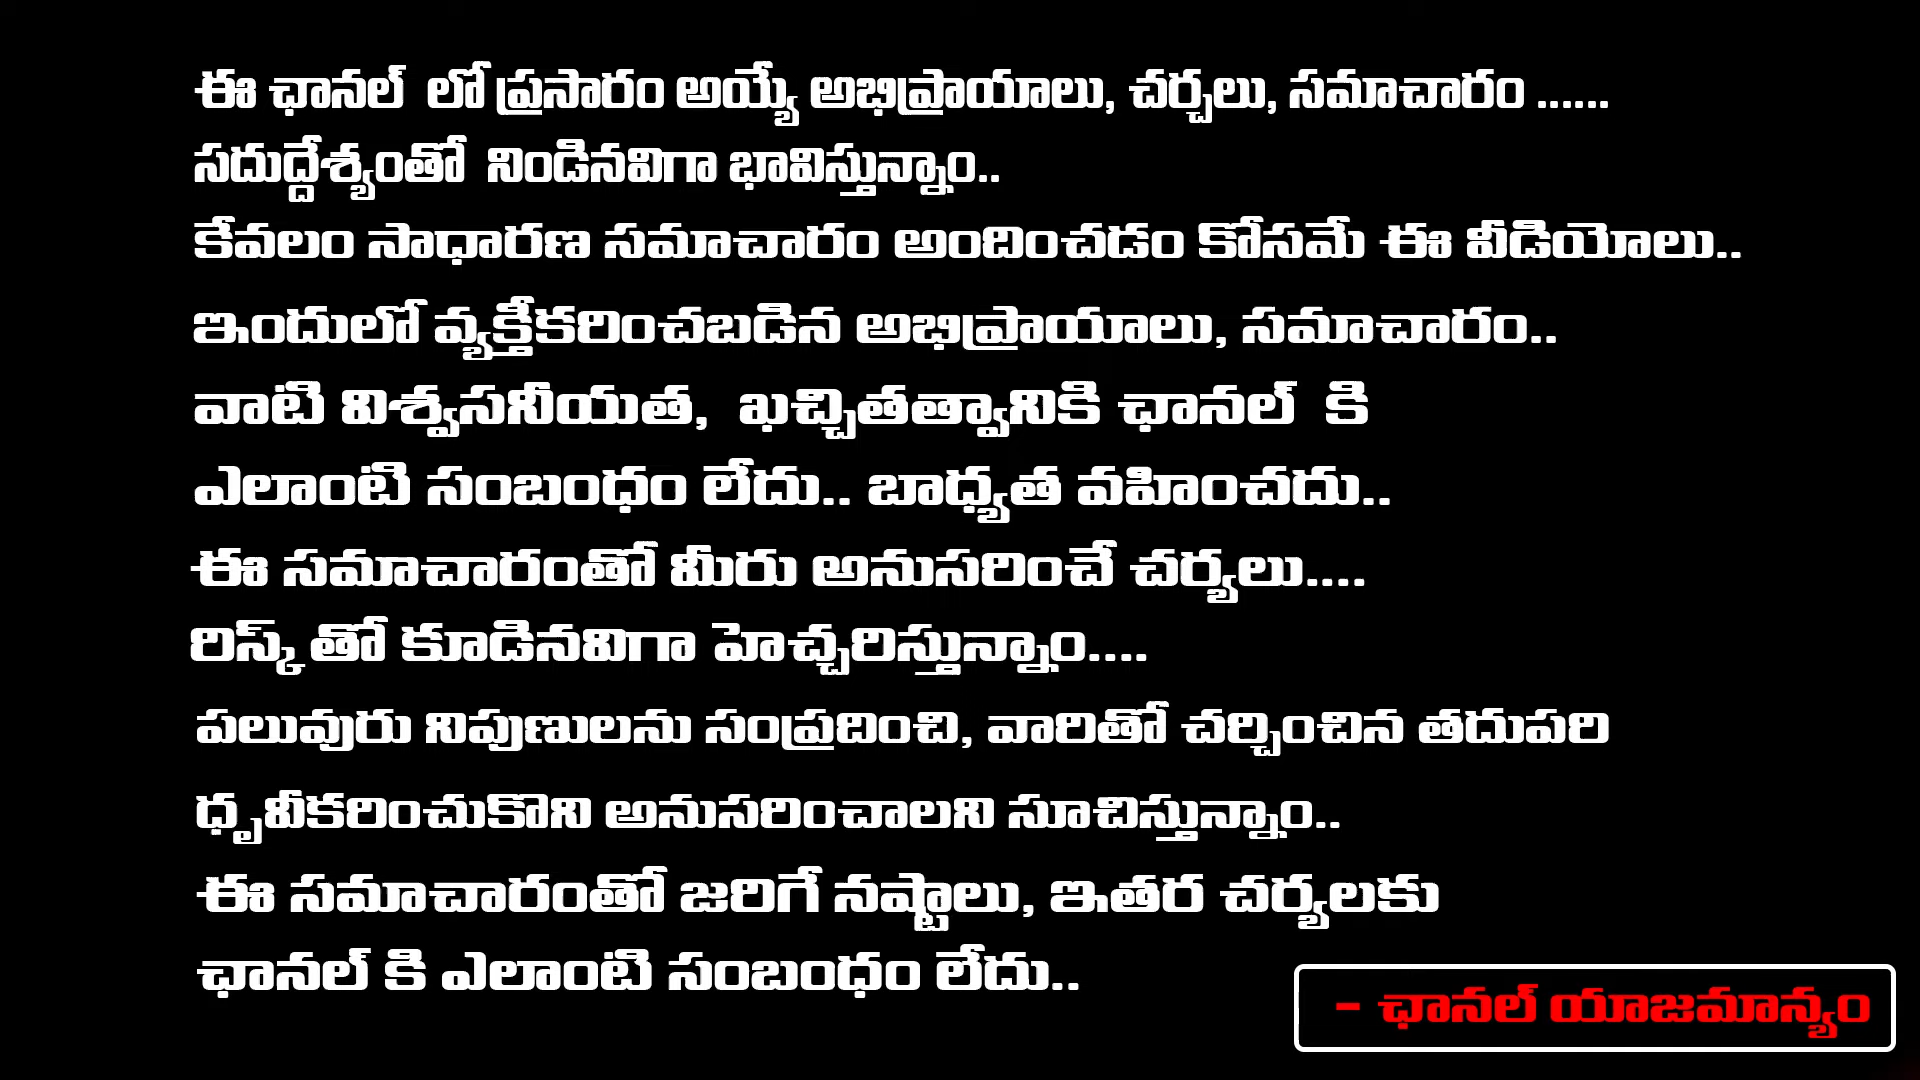 ఈ ఛానల్ లో ప్రసారం అయ్యే అభిప్రాయాలు, చర్చలు, సమాచారం ......
సదుద్దేశ్యంతో నిండినవిగా భావిస్తున్నాం..
కేవలం సాధారణ సమాచారం అందించడం కోసమే ఈ వీడియోలు..
ఇందులో వ్యక్తీకరించబడిన అభిప్రాయాలు, సమాచారం..
వాటి విశ్వసనీయత, ఖచ్చితత్వానికి ఛానల్ కి
ఎలాంటి సంబంధం లేదు.. బాధ్యత వహించదు..
ఈ సమాచారంతో మీరు అనుసరించే చర్యలు....
రిస్క్ తో కూడినవిగా హెచ్చరిస్తున్నాం....
పలువురు నిపుణులను సంప్రదించి, వారితో చర్చించిన తదుపరి
ధృవీకరించుకొని అనుసరించాలని సూచిస్తున్నాం..
ఈ సమాచారంతో జరిగే నష్టాలు, ఇతర చర్యలకు
ఛానల్ కి ఎలాంటి సంబంధం లేదు..
- ఛానల్ యాజమాన్యం